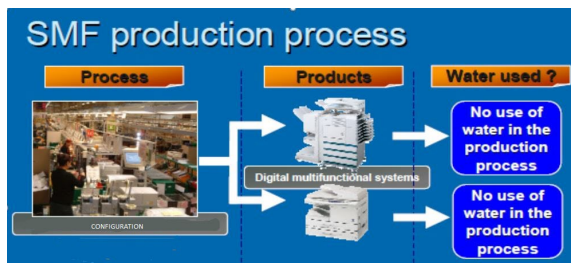 SMF production process
Process
Products
Water used ?
No use of
water in the
production
process
Digital multifunctional systems
CONFIGURATION
No use of
water in the
production
process